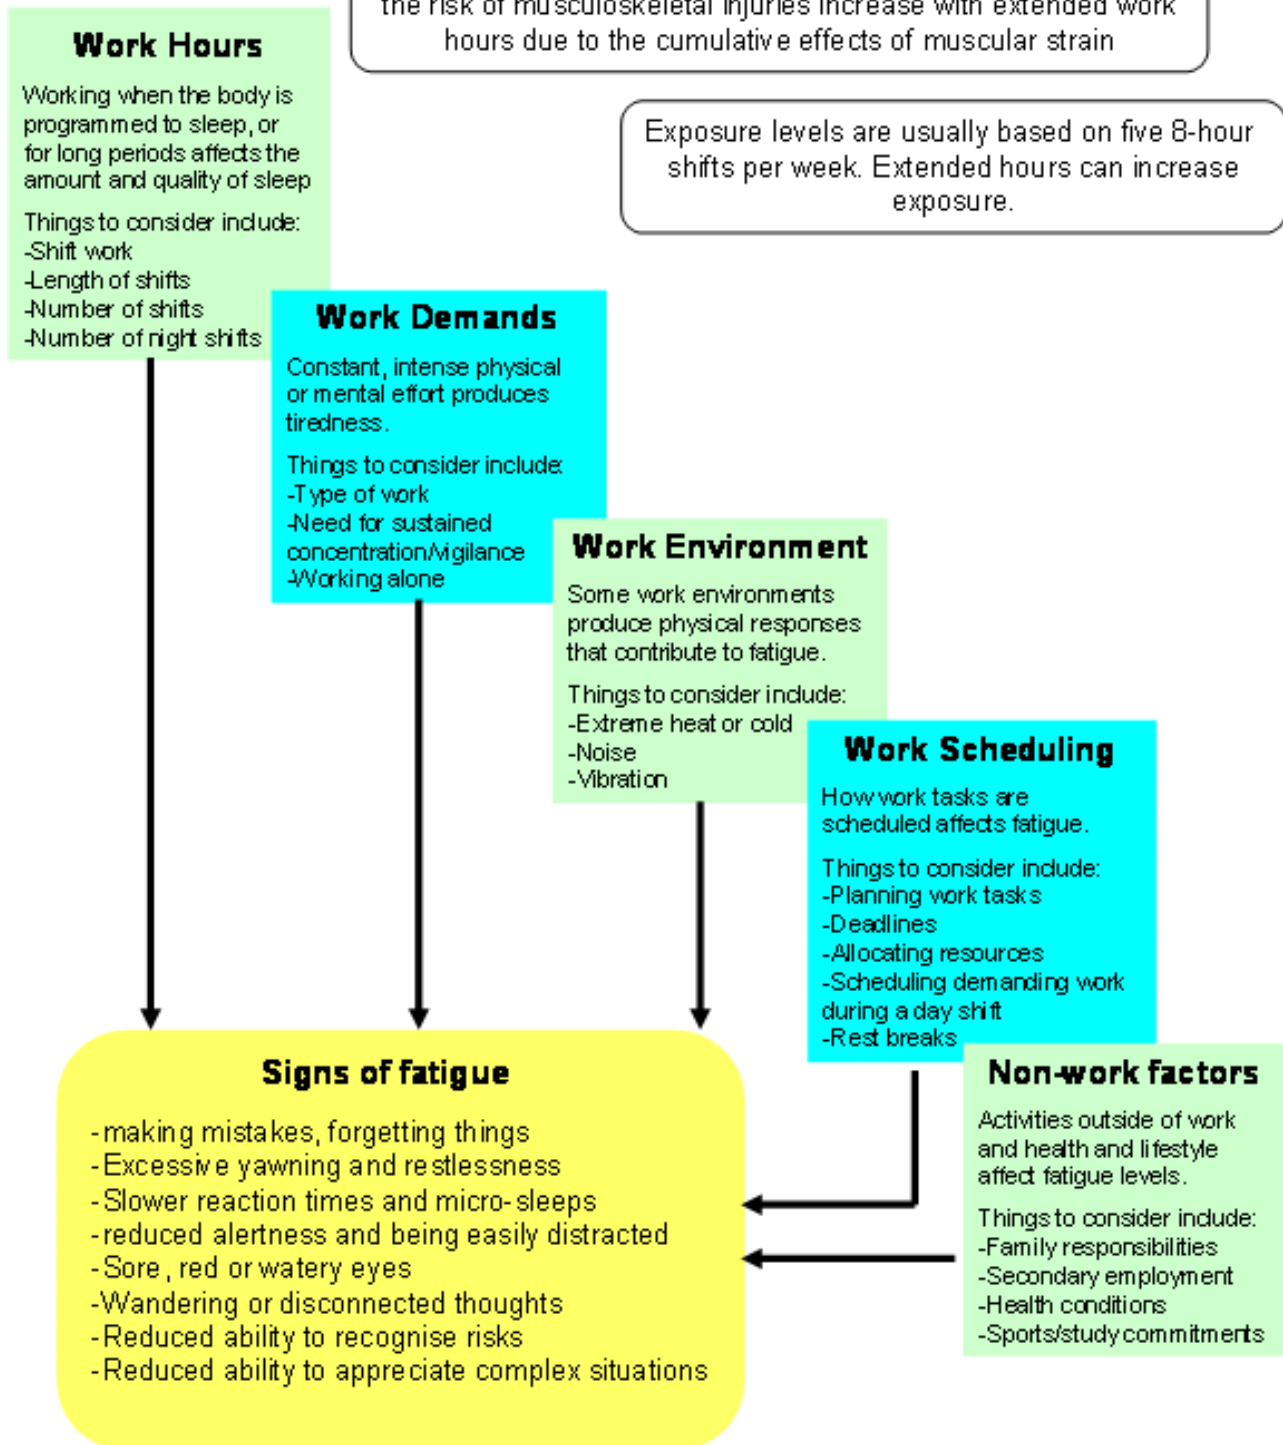 the risk of musculoskeletal injuries increase with extended work
hours due to the cumulative effects of muscular strain
Exposure levels are usually based on five 8-hour
shifts per week. Extended hours can increase
exposure.
Work Hours
Working when the body is
programmed to sleep, or
for long periods affects the
amount and quality of sleep
Things to consider include:
-Shift work
-Length of shifts
-Number of shifts
-Number of night shifts
Work Demands
Constant, intense physical
or mental effort produces
tiredness.
Things to consider include:
-Type of work
-Need for sustained
concentration/vigilance
-Working alone
Work Environment
Some work environments
produce physical responses
that contribute to fatigue.
Things to consider include:
-Extreme heat or cold
-Noise
-Vibration
Work Scheduling
How work tasks are
scheduled affects fatigue.
Things to consider include:
-Planning work tasks
-Deadlines
-Allocating resources
-Scheduling demanding work
during a day shift
-Rest breaks
Non-work factors
Activities outside of work
and health and lifestyle
affect fatigue levels.
Things to consider include:
-Family responsibilities
-Secondary employment
-Health conditions
-Sports/study commitments
Signs of fatigue
-making mistakes, forgetting things
-Excessive yawning and restlessness
-Slower reaction times and micro-sleeps
-reduced alertness and being easily distracted
-Sore, red or watery eyes
-Wandering or disconnected thoughts
-Reduced ability to recognise risks
-Reduced ability to appreciate complex situations